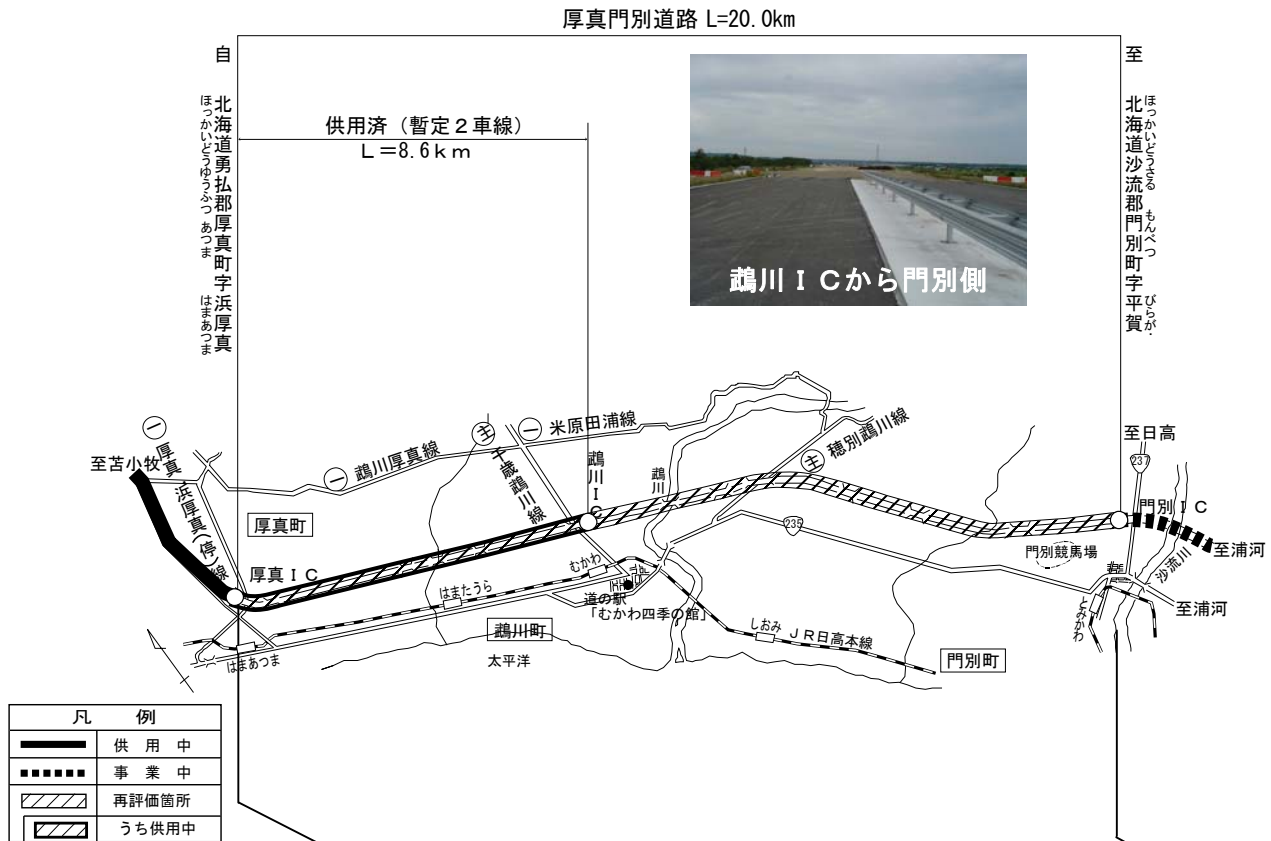 厚真門別道路 L=20.0km
自
北海道勇払郡厚真町字浜厚真
ほっかいどうゆうふつ あつま はまあつま
供用済（暫定２車線）
Ｌ＝8.6ｋｍ
鵡川ＩＣから門別側
至
北海道沙流郡門別町字平賀
ほっかいどうさる もんべつ びらが
至苫小牧
一
厚真浜厚真(停)線
一
鵡川厚真線
主
千歳鵡川線
一
米原田浦線
鵡川ＩＣ
鵡川
主
穂別鵡川線
至日高
237
門別ＩＣ
至浦河
沙流川
門別競馬場
235
厚真町
厚真ＩＣ
はまたうら
むかわ
道の駅
「むかわ四季の館」
鵡川町
太平洋
はまあつま
しおみ
ＪＲ日高本線
門別町
とみかわ
至浦河
凡 例
供 用 中
事 業 中
再評価箇所
うち供用中